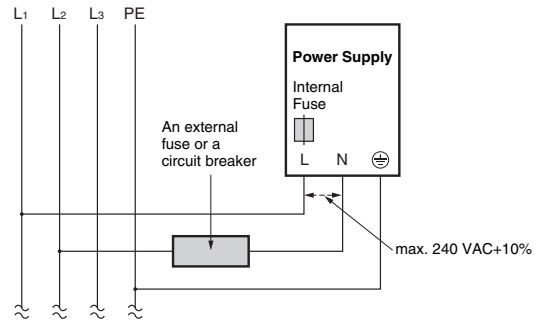 L1 L2 L3 PE
Power Supply
Internal
Fuse
An external
fuse or a
circuit breaker
L N
max. 240 VAC+10%